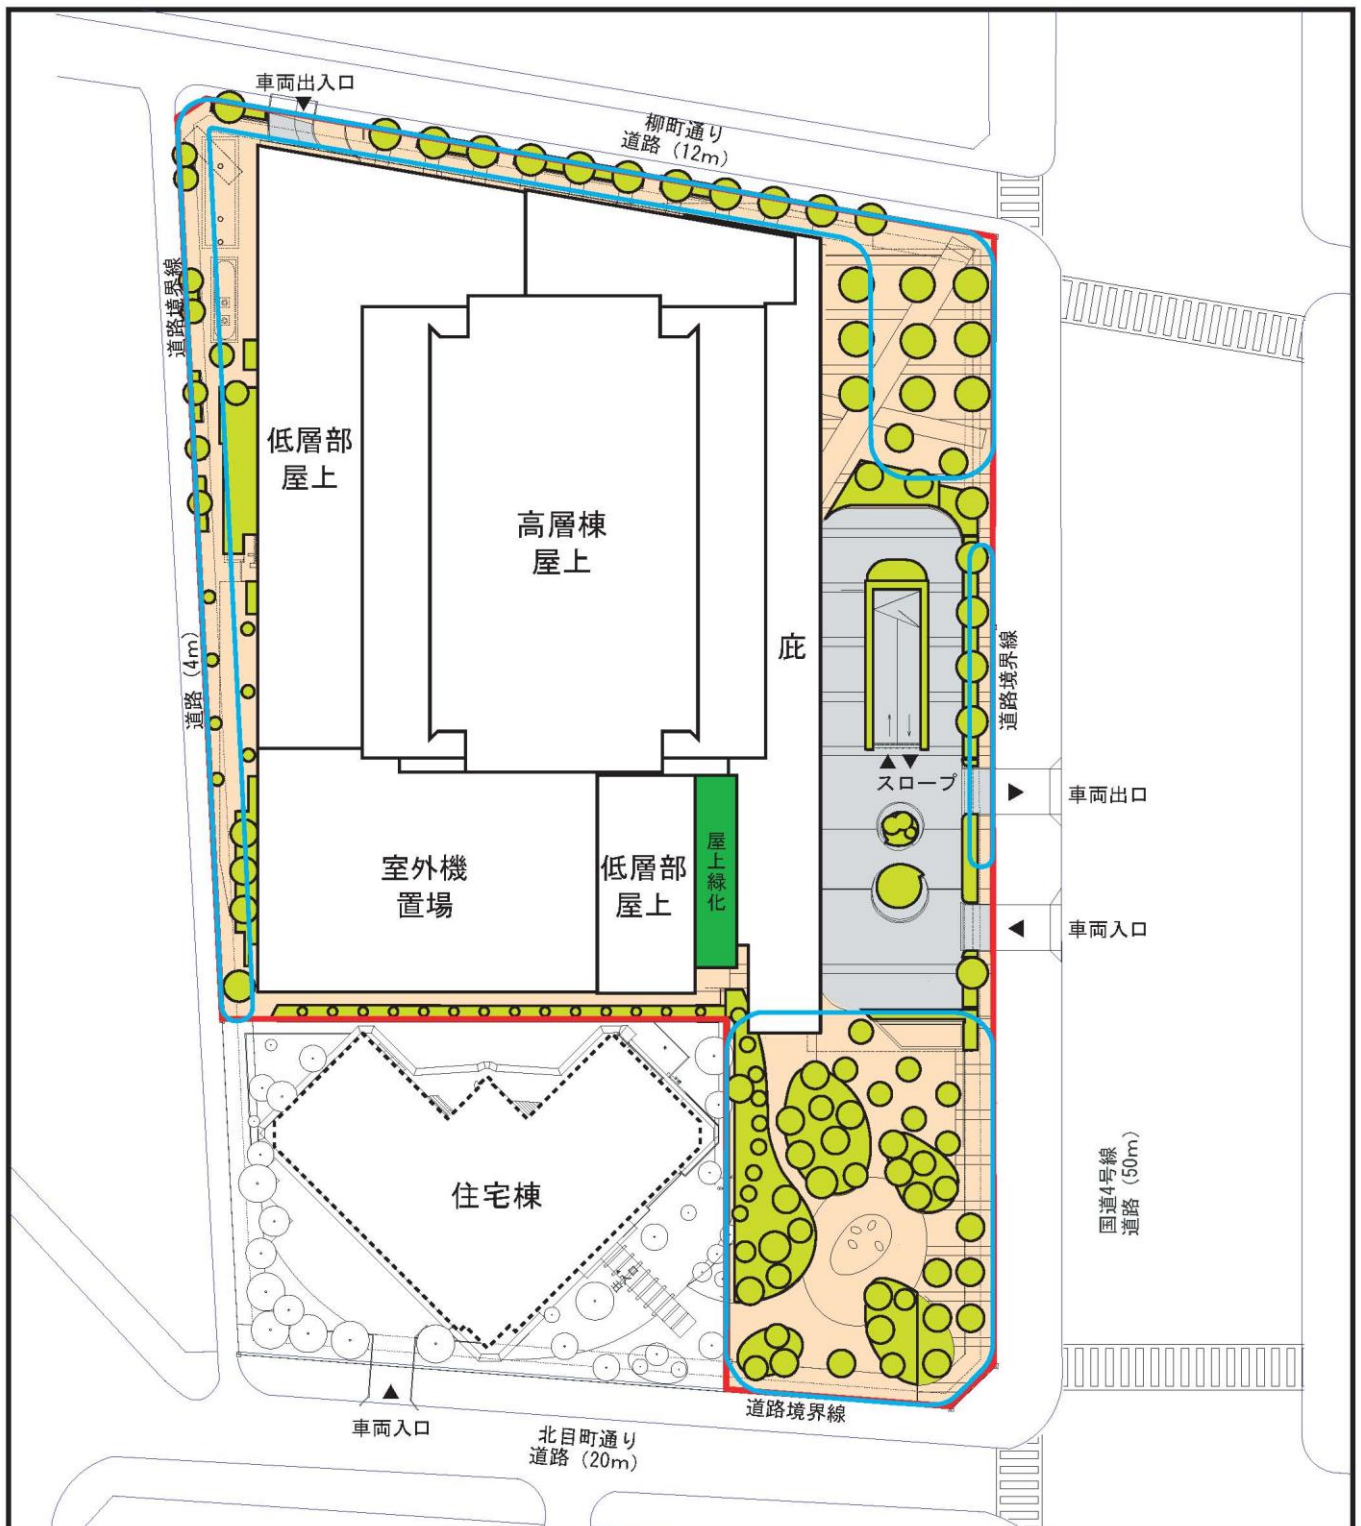 車両出入口
柳町通り
道路（12m）
道路境界線
低層部
屋上
高層棟
屋上
庇
道路（4m）
道路境界線
スロープ
車両出口
室外機
置場
低層部
屋上
屋上緑化
車両入口
住宅棟
国道4号線
道路（50m）
出入口
道路境界線
車両入口
北目町通り
道路（20m）